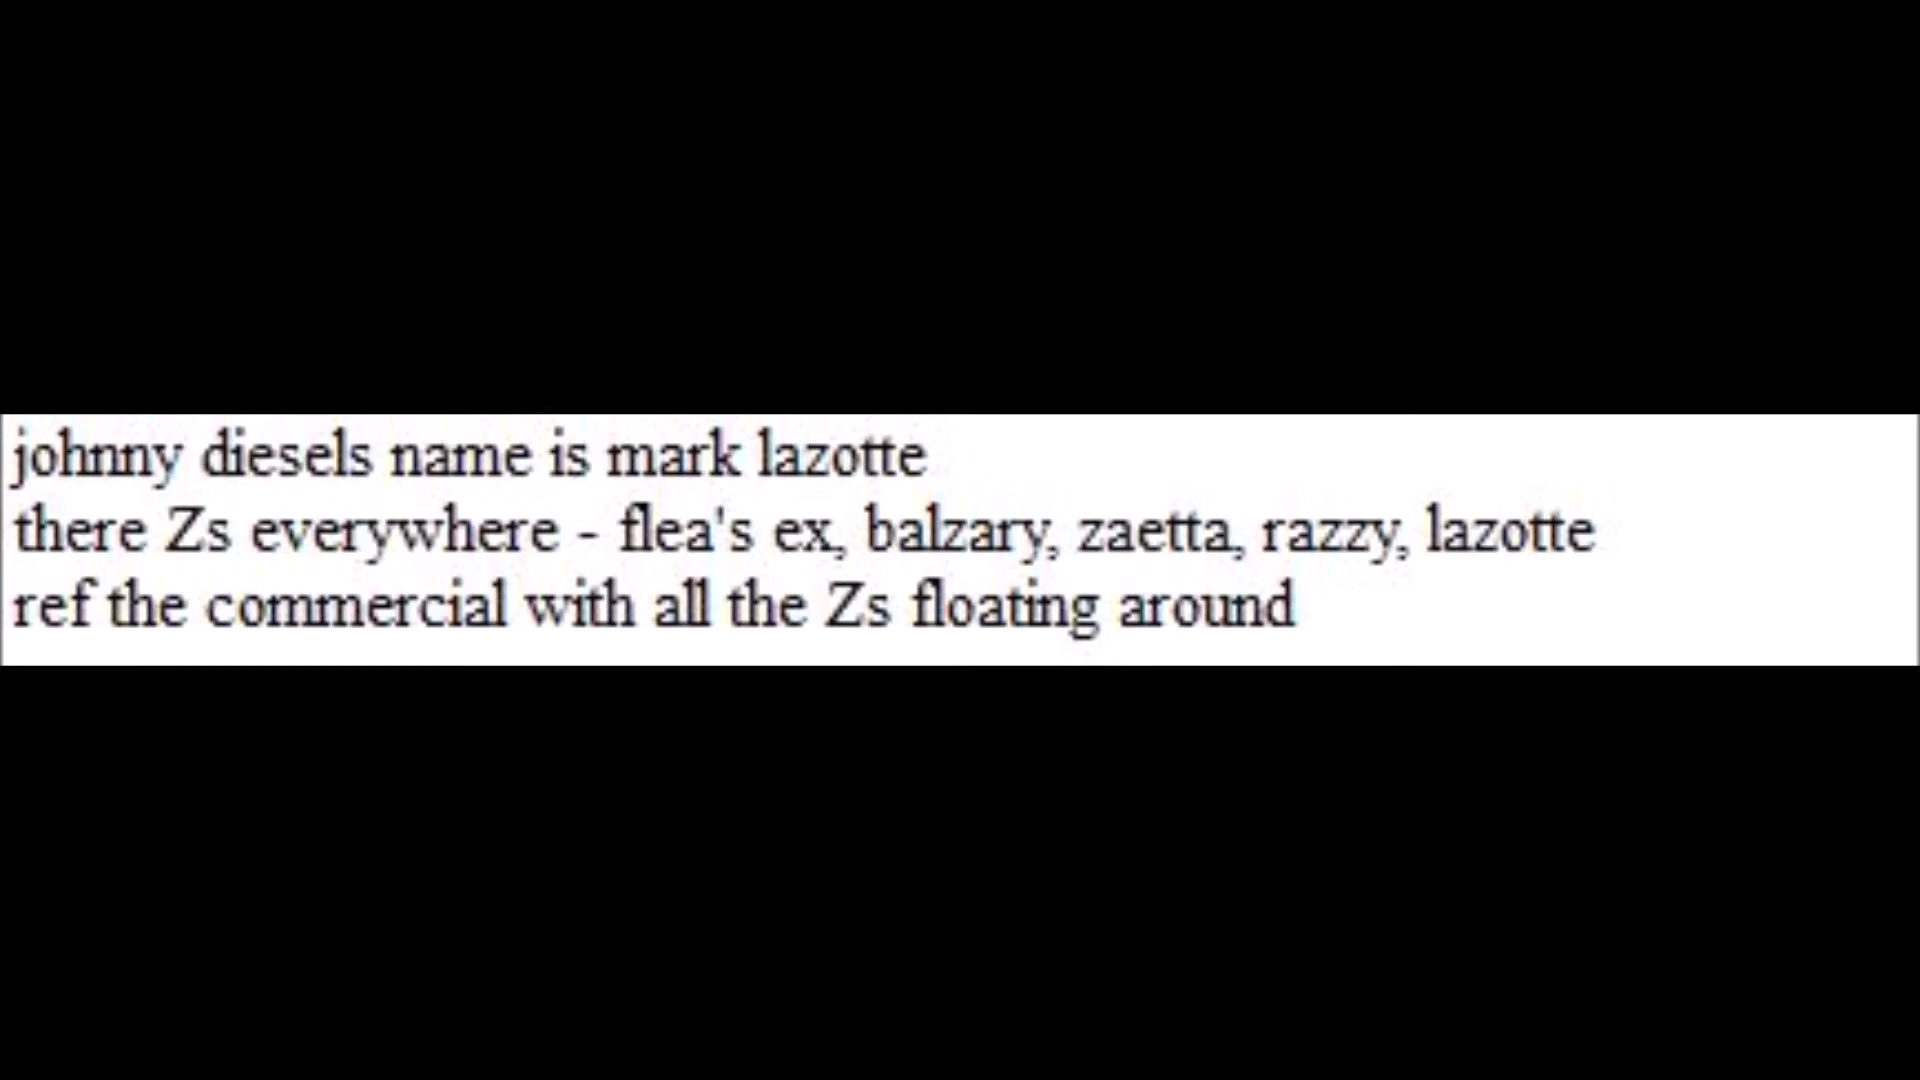 johnny diesels name is mark lazotte
there Zs everywhere - flea's ex, balzary, zaetta, razzy, lazotte
ref the commercial with all the Zs floating around